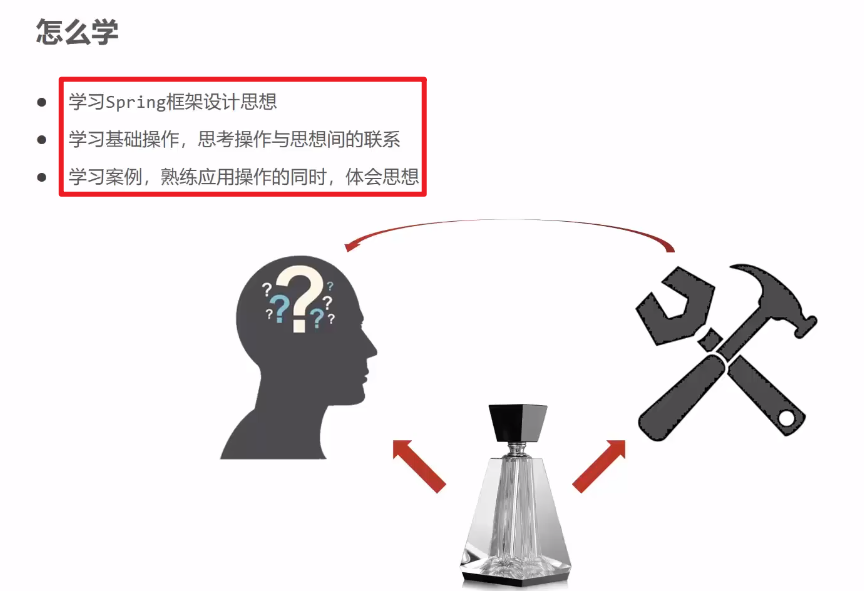 怎么学
学习Spring框架设计思想
学习基础操作，思考操作与思想间的联系
学习案例，熟练应用操作的同时，体会思想
? ? ? ? ? ? ? ?